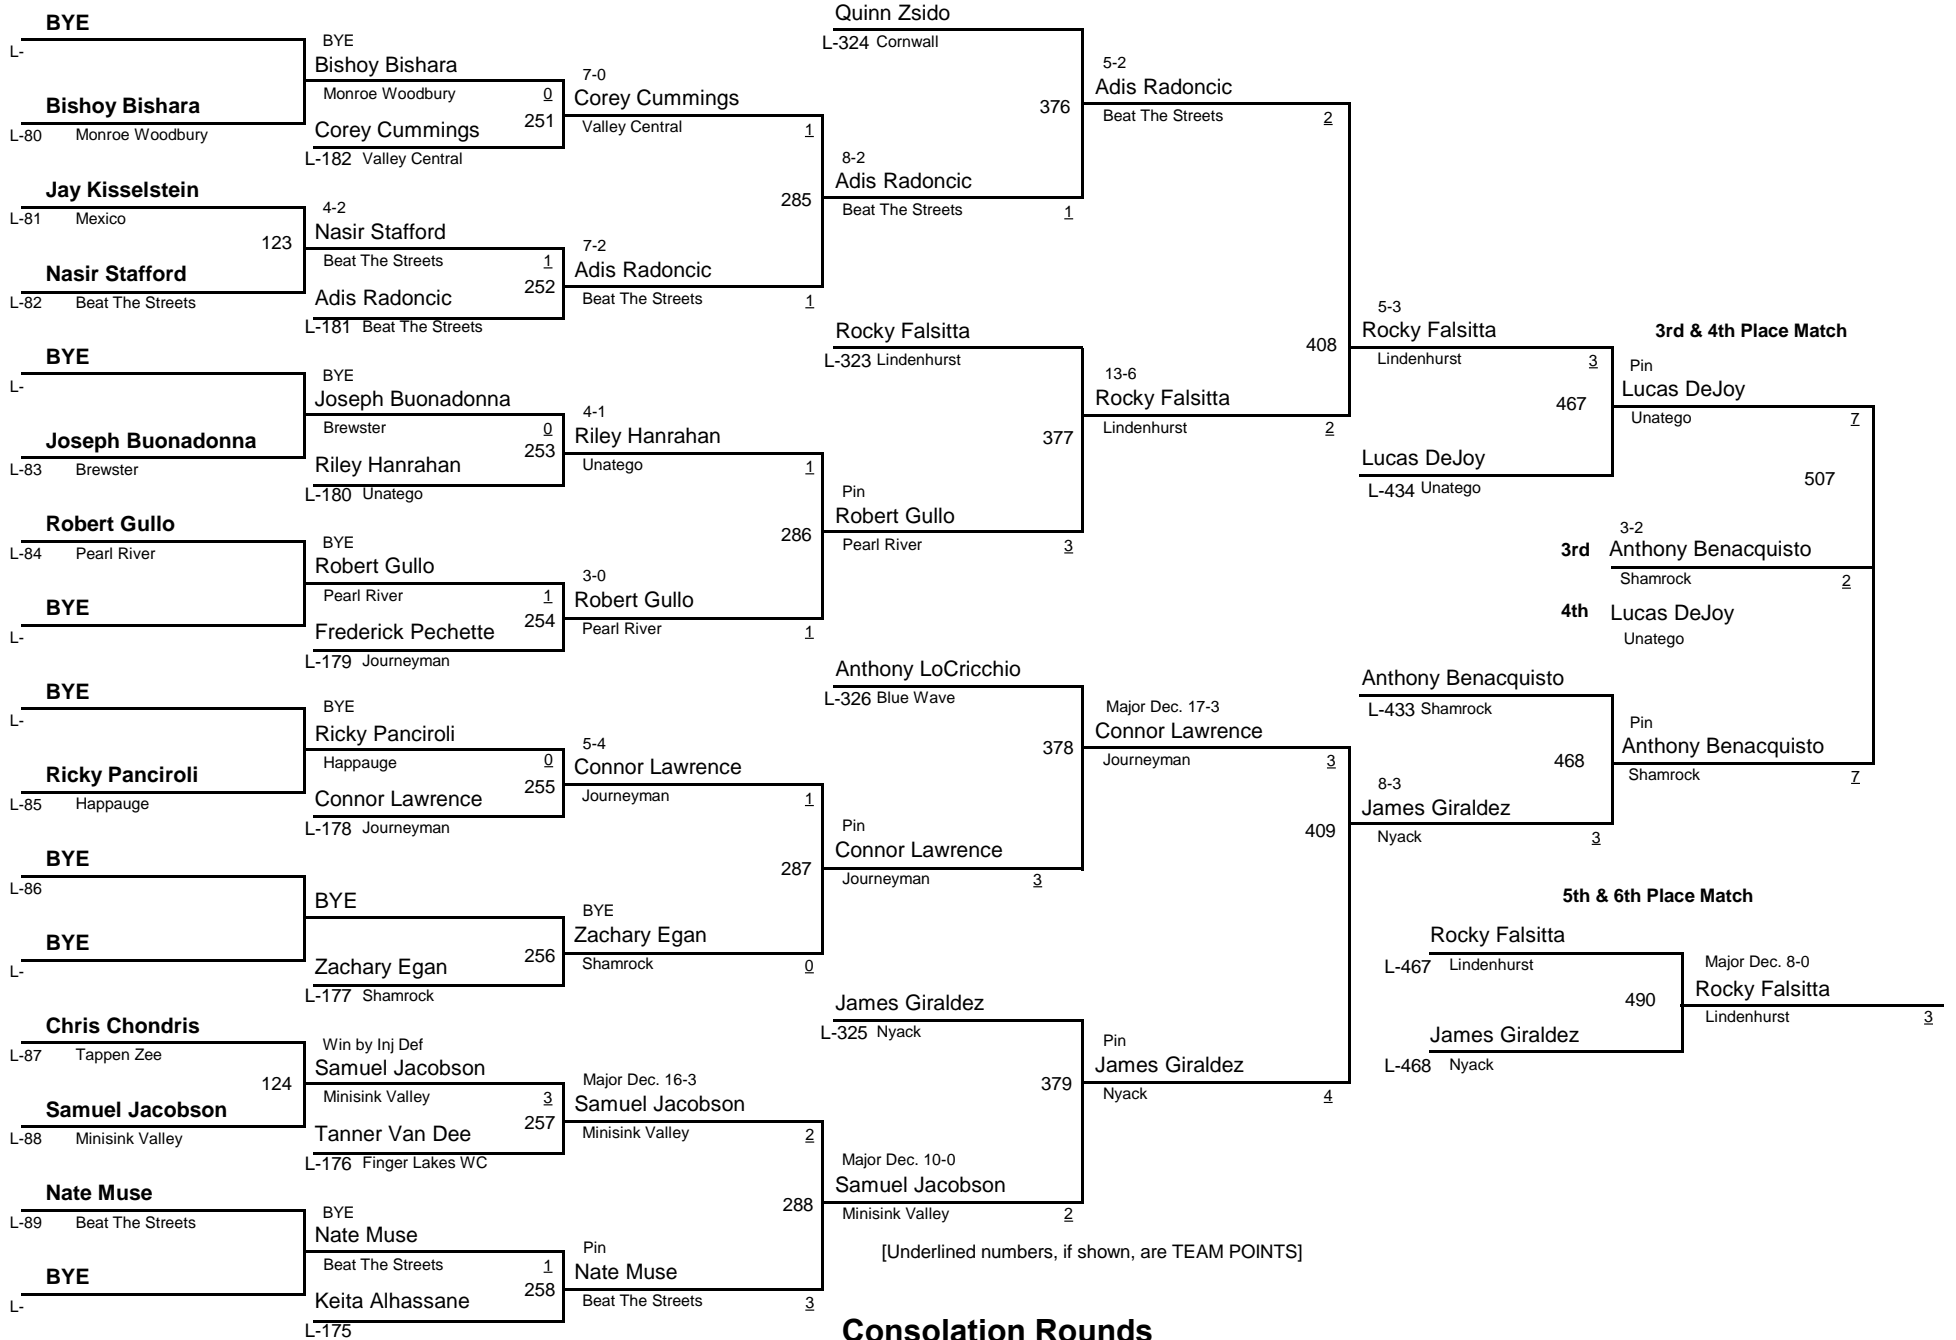 BYE
L-
Bishoy Bishara
L-80 Monroe Woodbury
Jay Kisselstein
L-81 Mexico
123
Nasir Stafford
L-82 Beat The Streets
BYE
L-
Joseph Buonadonna
L-83 Brewster
Robert Gullo
L-84 Pearl River
BYE
L-
BYE
L-
Ricky Panciroli
L-85 Happauge
BYE
L-86
BYE
L-
Chris Chondris
L-87 Tappen Zee
124
Samuel Jacobson
L-88 Minisink Valley
Nate Muse
L-89 Beat The Streets
BYE
L-
BYE
Bishoy Bishara
Monroe Woodbury 0
251
Corey Cummings
L-182 Valley Central
4-2
Nasir Stafford
Beat The Streets 1
252
Adis Radoncic
L-181 Beat The Streets
BYE
Joseph Buonadonna
Brewster 0
253
Riley Hanrahan
L-180 Unatego
BYE
Robert Gullo
Pearl River 1
254
Frederick Pechette
L-179 Journeyman
BYE
Ricky Panciroli
Happauge 0
255
Connor Lawrence
L-178 Journeyman
BYE
256
Zachary Egan
L-177 Shamrock
Win by Inj Def
Samuel Jacobson
Minisink Valley 3
257
Tanner Van Dee
L-176 Finger Lakes WC
BYE
Nate Muse
Beat The Streets 1
258
Keita Alhassane
L-175
7-0
Corey Cummings
Valley Central 1
285
7-2
Adis Radoncic
Beat The Streets 1
4-1
Riley Hanrahan
Unatego 1
286
3-0
Robert Gullo
Pearl River 1
5-4
Connor Lawrence
Journeyman 1
287
BYE
Zachary Egan
Shamrock 0
Major Dec. 16-3
Samuel Jacobson
Minisink Valley 2
288
Pin
Nate Muse
Beat The Streets 3
Quinn Zsido
L-324 Cornwall
376
8-2
Adis Radoncic
Beat The Streets 1
Rocky Falsitta
L-323 Lindenhurst
377
Pin
Robert Gullo
Pearl River 3
Anthony LoCricchio
L-326 Blue Wave
378
Pin
Connor Lawrence
Journeyman 3
James Giraldez
L-325 Nyack
379
Major Dec. 10-0
Samuel Jacobson
Minisink Valley 2
5-2
Adis Radoncic
Beat The Streets 2
408
13-6
Rocky Falsitta
Lindenhurst 2
Major Dec. 17-3
Connor Lawrence
Journeyman 3
409
Pin
James Giraldez
Nyack 4
5-3
Rocky Falsitta
Lindenhurst 3
467
Lucas DeJoy
L-434 Unatego
Anthony Benacquisto
L-433 Shamrock
468
8-3
James Giraldez
Nyack 3
3rd & 4th Place Match
Pin
Lucas DeJoy
Unatego 7
507
3-2
3rd Anthony Benacquisto
Shamrock 2
4th Lucas DeJoy
Unatego
Pin
Anthony Benacquisto
Shamrock 7
5th & 6th Place Match
Rocky Falsitta
L-467 Lindenhurst
490
James Giraldez
L-468 Nyack
Major Dec. 8-0
Rocky Falsitta
Lindenhurst 3
[Underlined numbers, if shown, are TEAM POINTS]
Consolation Rounds